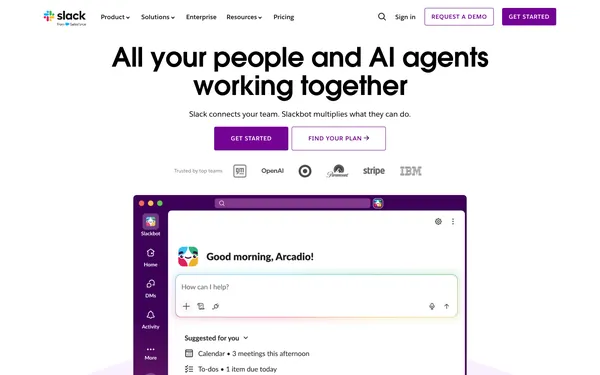 slack
Product Solutions Enterprise Resources Pricing
Sign in
REQUEST A DEMO
GET STARTED
All your people and AI agents
working together
Slack connects your team. Slackbot multiplies what they can do.
GET STARTED
FIND YOUR PLAN →
Trusted by top teams
OpenAI
Paramount
stripe
IBM
Slackbot
Home
DMs
Activity
More
Good morning, Arcadio!
How can I help?
Suggested for you
Calendar • 3 meetings this afternoon
To-dos • 1 item due today